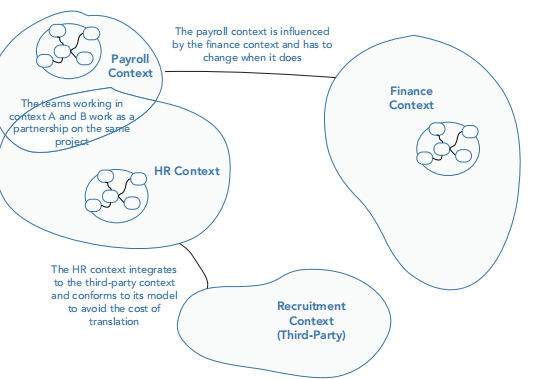 The payroll context is influenced
by the finance context and has to
change when it does
Payroll
Context
Finance
Context
The teams working in
context A and B work as a
partnership on the same
project
HR Context
The HR context integrates
to the third-party context
and conforms to its model
to avoid the cost of
translation
Recruitment
Context
(Third-Party)